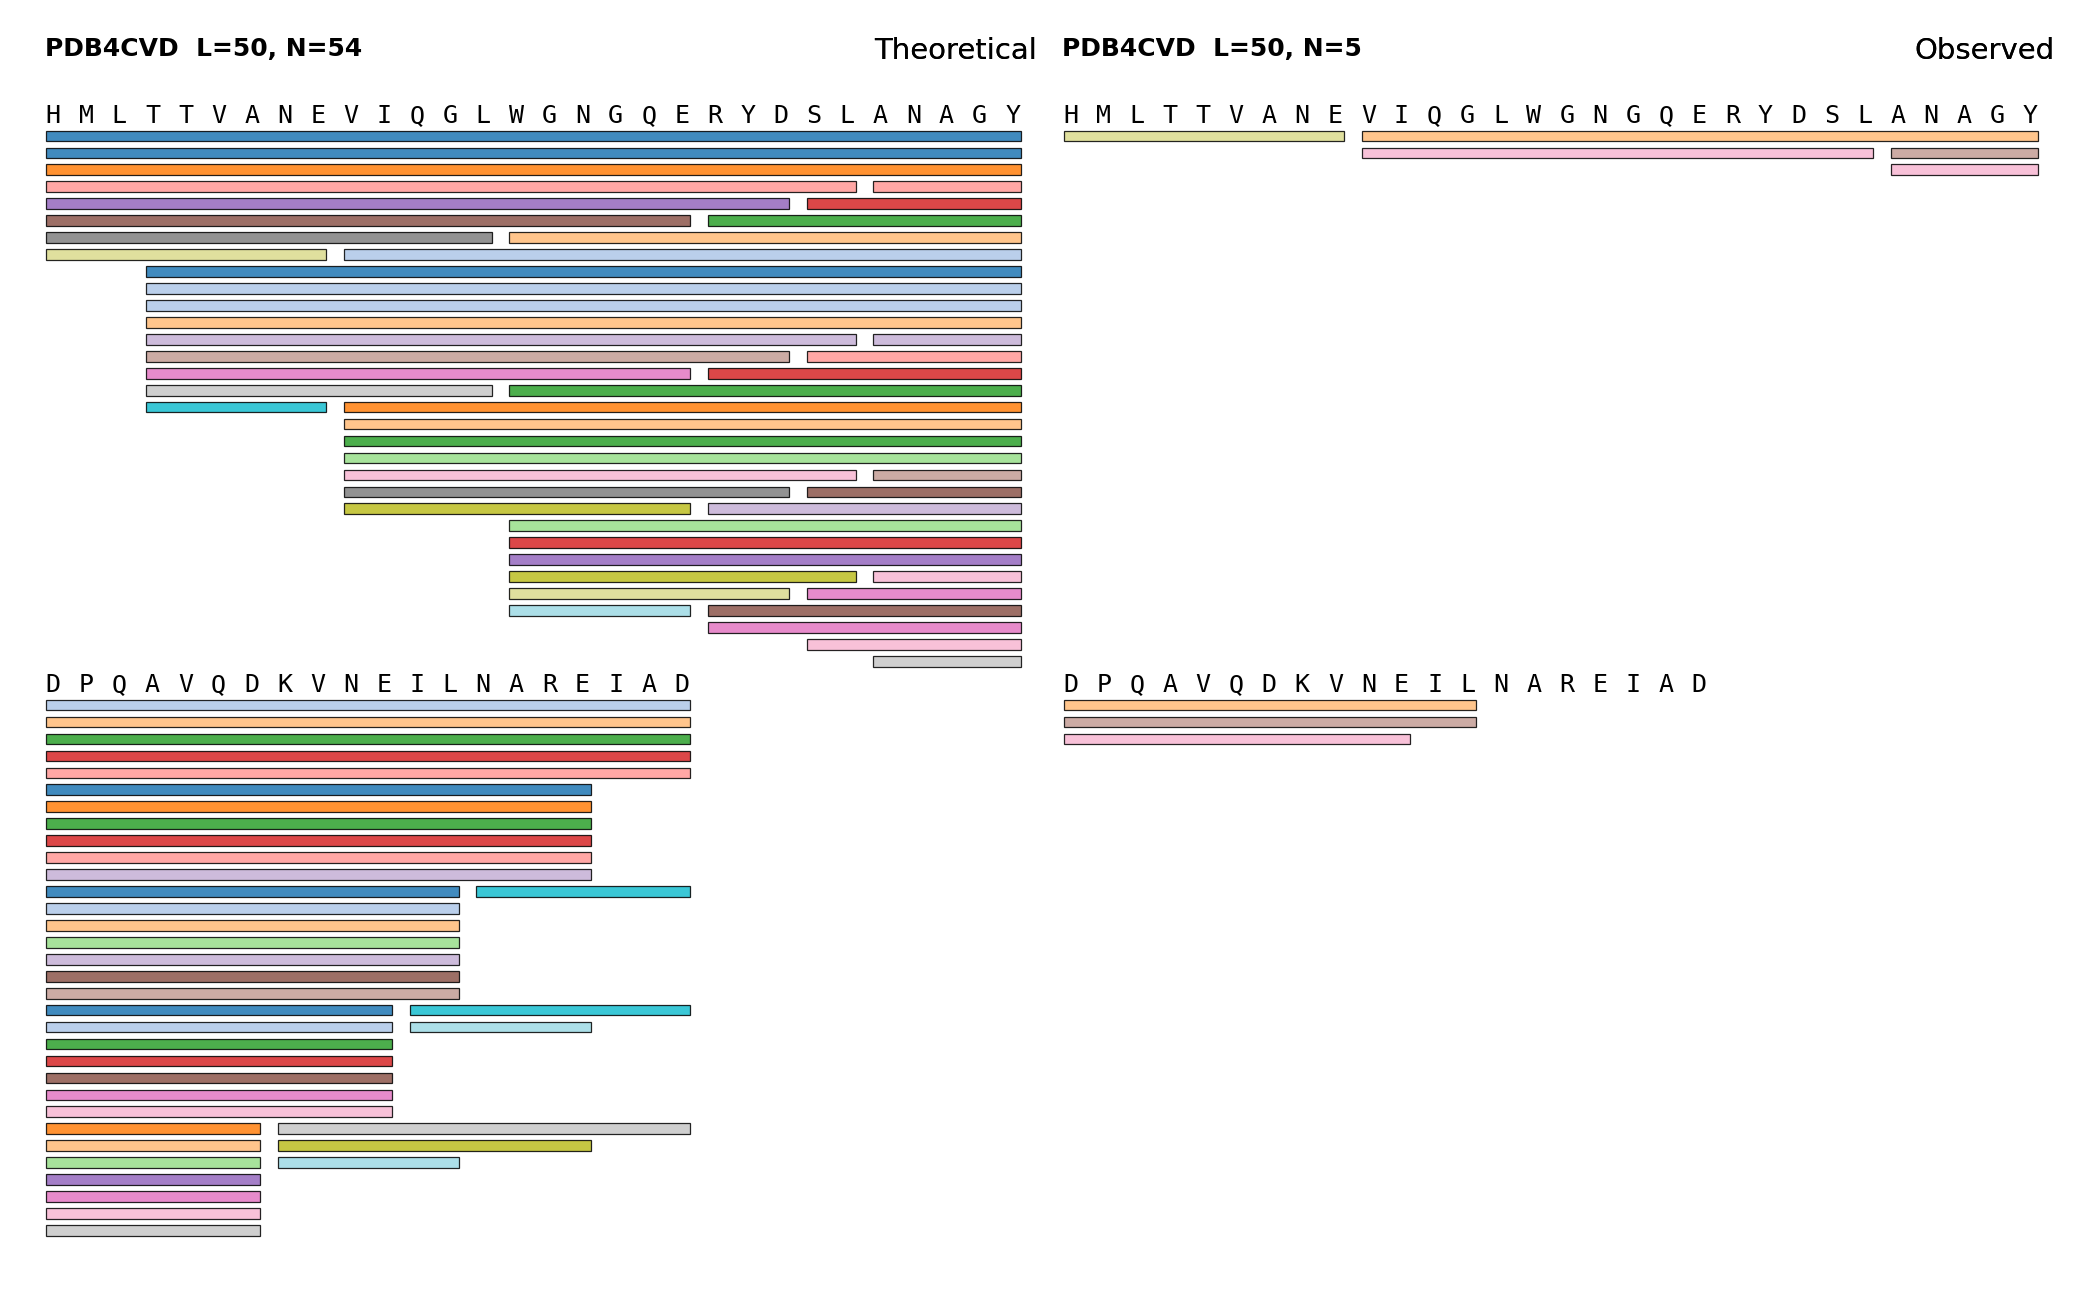 PDB4CVD L=50, N=54 Theoretical
H M L T T V A N E V I Q G L W G N G Q E R Y D S L A N A G Y
D P Q A V Q D K V N E I L N A R E I A D
PDB4CVD L=50, N=5 Observed
H M L T T V A N E V I Q G L W G N G Q E R Y D S L A N A G Y
D P Q A V Q D K V N E I L N A R E I A D